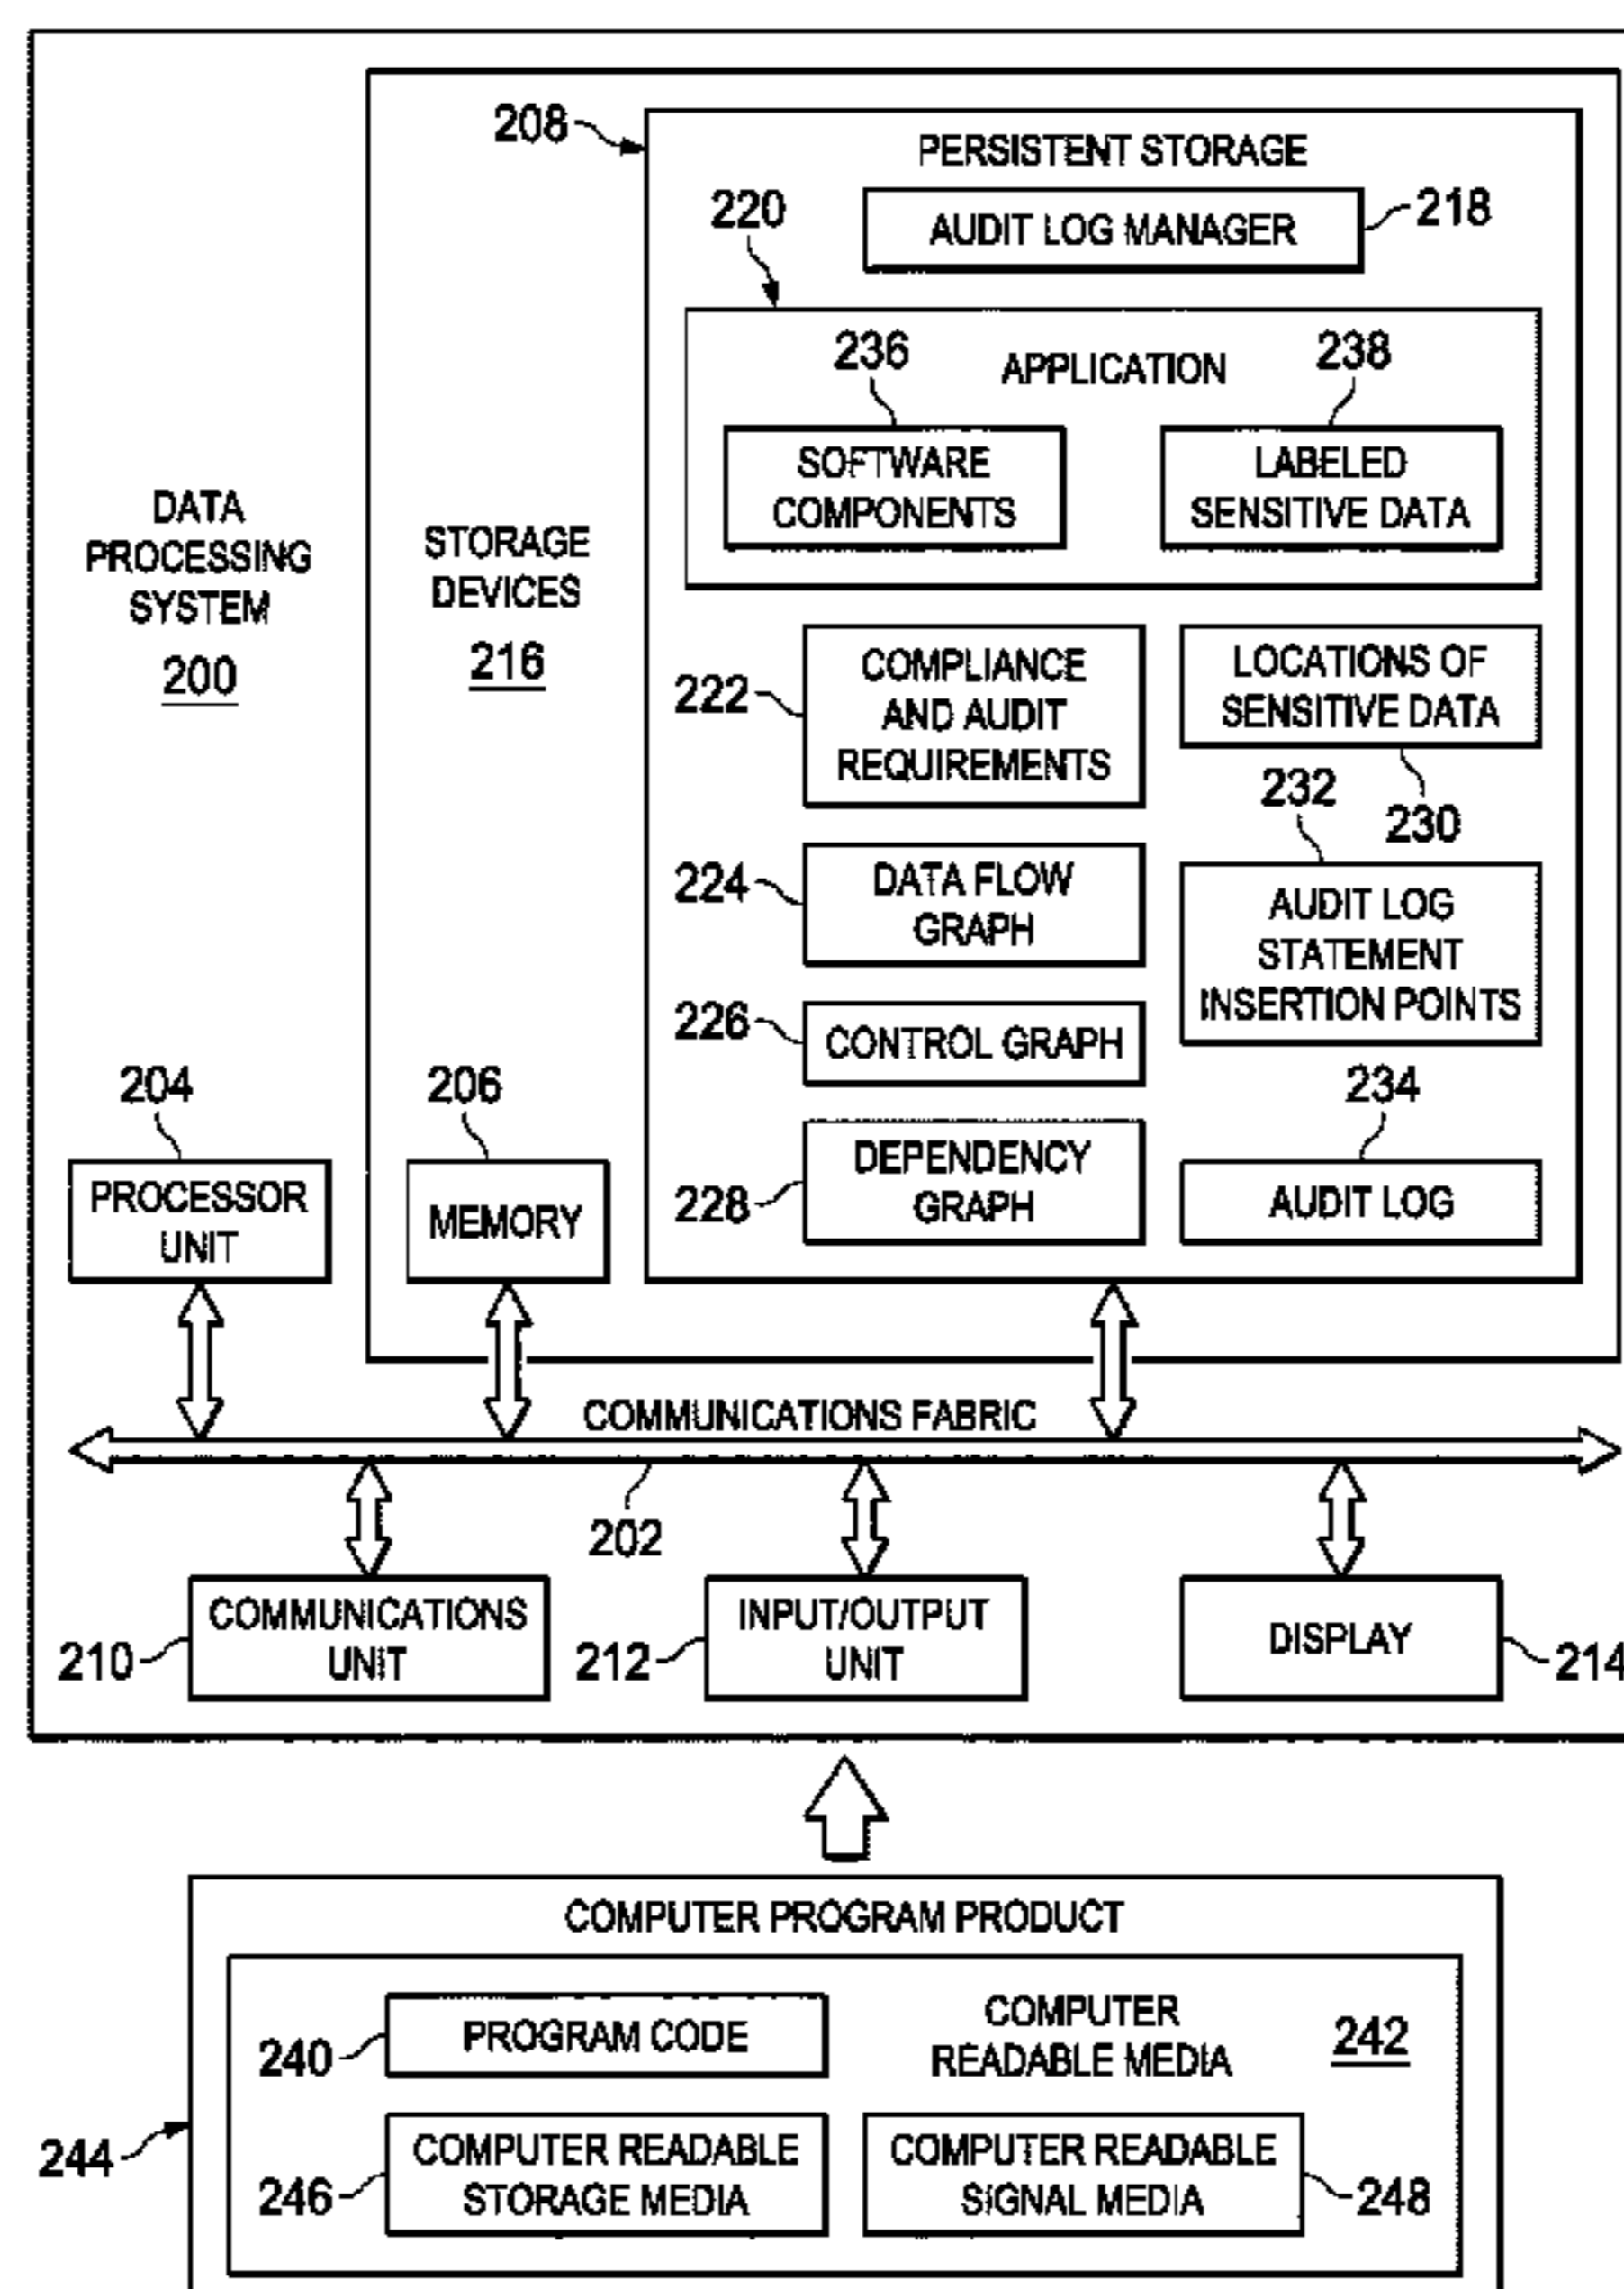 208
PERSISTENT STORAGE
220
AUDIT LOG MANAGER
218
236
APPLICATION
238
SOFTWARE
COMPONENTS
LABELED
SENSITIVE DATA
DATA
PROCESSING
SYSTEM
200
STORAGE
DEVICES
216
222
COMPLIANCE
AND AUDIT
REQUIREMENTS
LOCATIONS OF
SENSITIVE DATA
230
232
224
DATA FLOW
GRAPH
AUDIT LOG
STATEMENT
INSERTION POINTS
226
CONTROL GRAPH
204
206
234
PROCESSOR
UNIT
MEMORY
228
DEPENDENCY
GRAPH
AUDIT LOG
COMMUNICATIONS FABRIC
202
210
COMMUNICATIONS
UNIT
212
INPUT/OUTPUT
UNIT
DISPLAY
214
COMPUTER PROGRAM PRODUCT
240
PROGRAM CODE
COMPUTER
READABLE MEDIA
242
244
246
COMPUTER READABLE
STORAGE MEDIA
COMPUTER READABLE
SIGNAL MEDIA
248